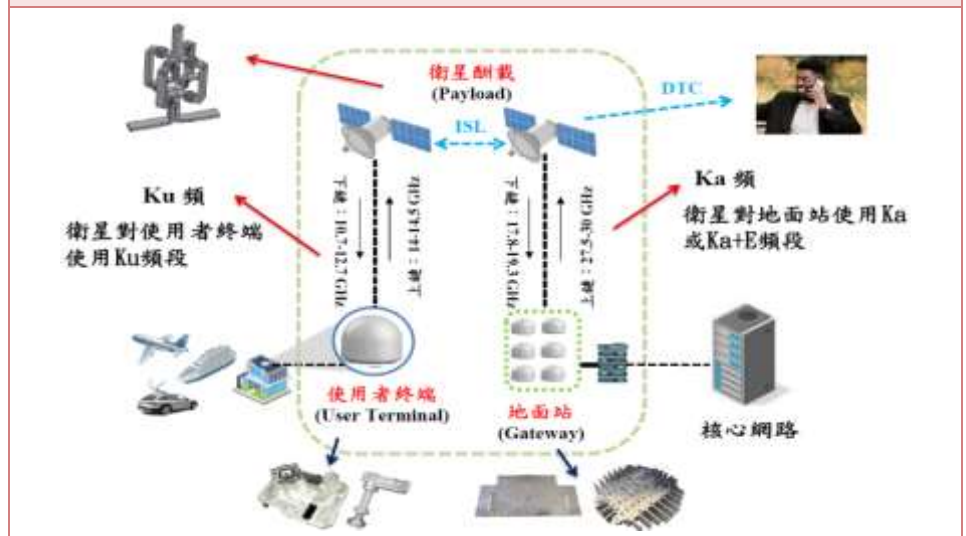 衛星酬載
(Payload)
DTC
ISL
Ku 頻
衛星對使用者終端
使用Ku頻段
下鏈：10.7-12.7 GHz
上鏈：14-14.5 GHz
下鏈：17.8-19.3 GHz
上鏈：27.5-30 GHz
Ka 頻
衛星對地面站使用Ka
或Ka+E頻段
使用者終端
(User Terminal)
地面站
(Gateway)
核心網路